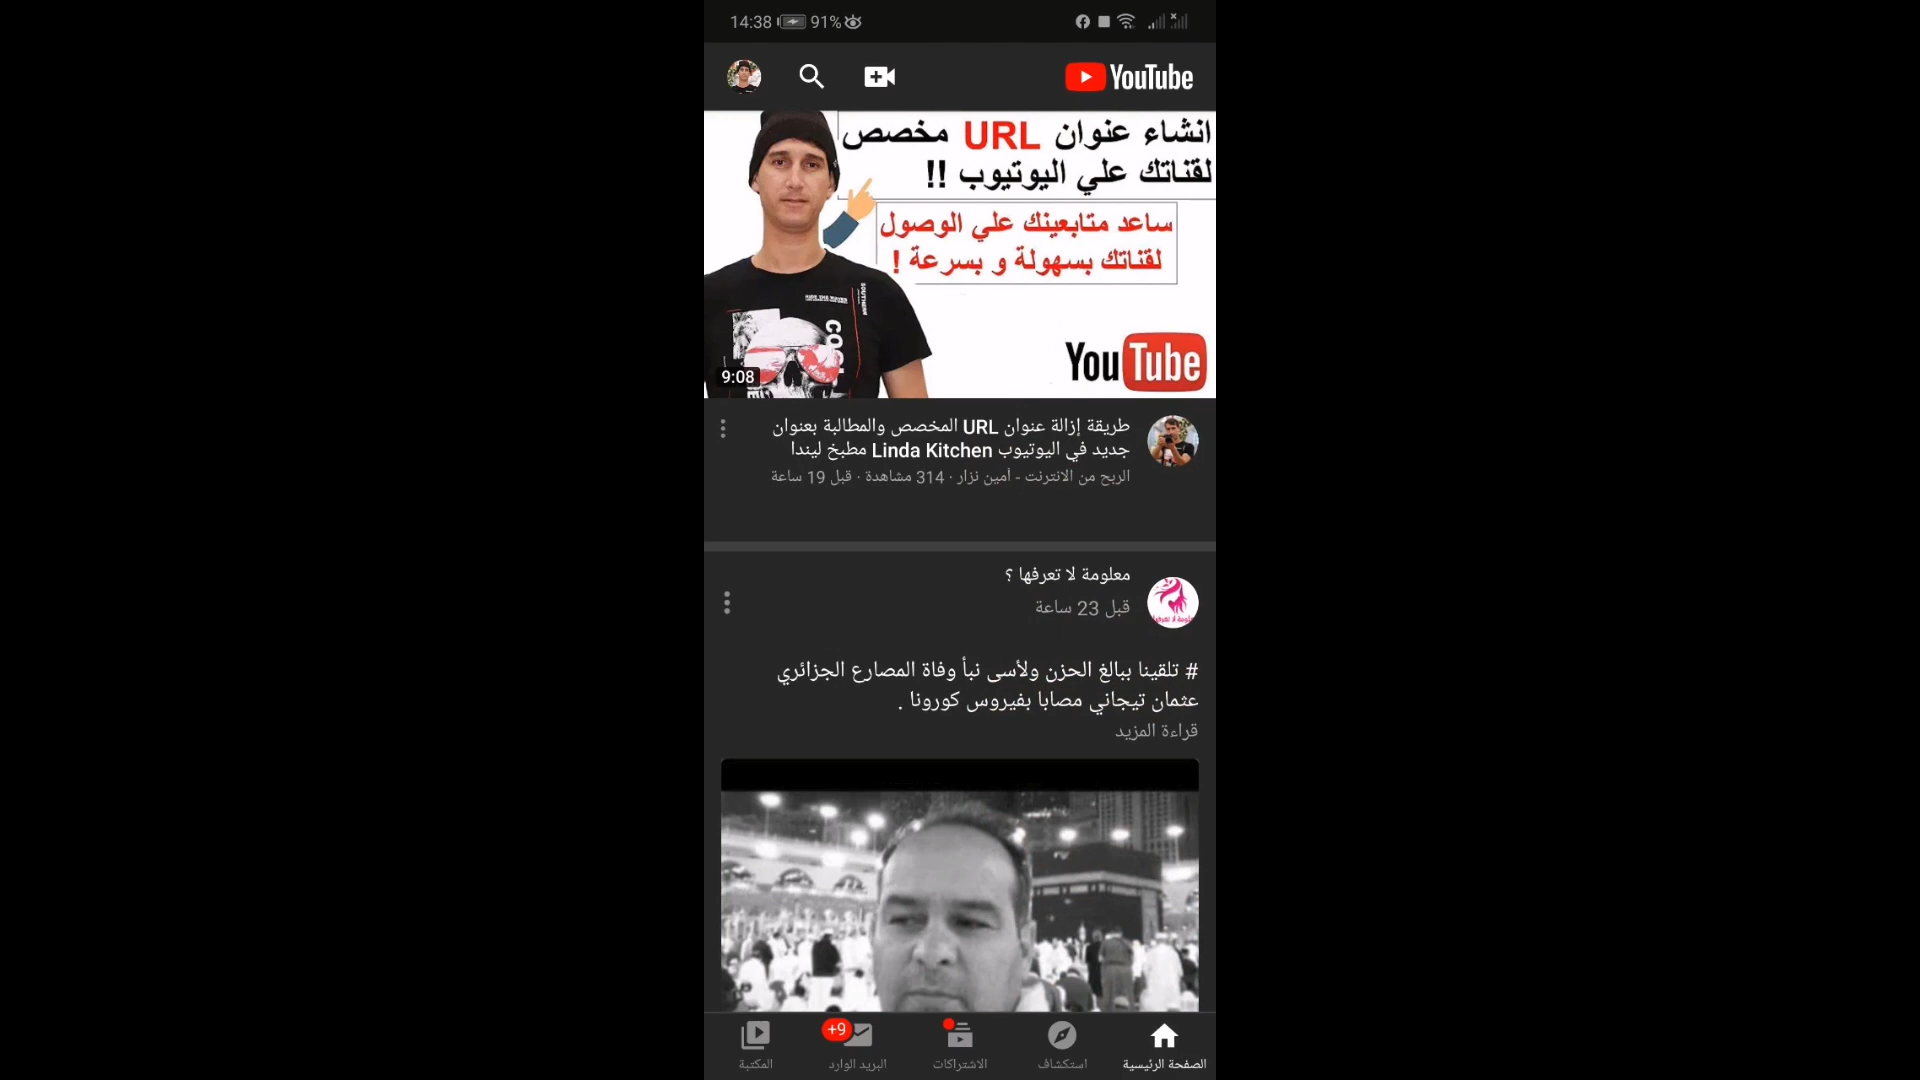 14:38 91%
YouTube
انشاء عنوان URL مخصص
لقناتك علي اليوتيوب !!
ساعد متابعينك علي الوصول
لقناتك بسهولة و بسرعة !
SOUTHERN
COOL
YouTube
9:08
طريقة إزالة عنوان URL المخصص والمطالبة بعنوان
جديد في اليوتيوب Linda Kitchen مطبخ ليندا
الربح من الانترنت - أمين نزار · 314 مشاهدة · قبل 19 ساعة
معلومة لا تعرفها ؟
قبل 23 ساعة
# تلقينا ببالغ الحزن ولأسى نبأ وفاة المصارع الجزائري
عثمان تيجاني مصابا بفيروس كورونا .
قراءة المزيد
الصفحة الرئيسية
استكشاف
الاشتراكات
+9
البريد الوارد
المكتبة